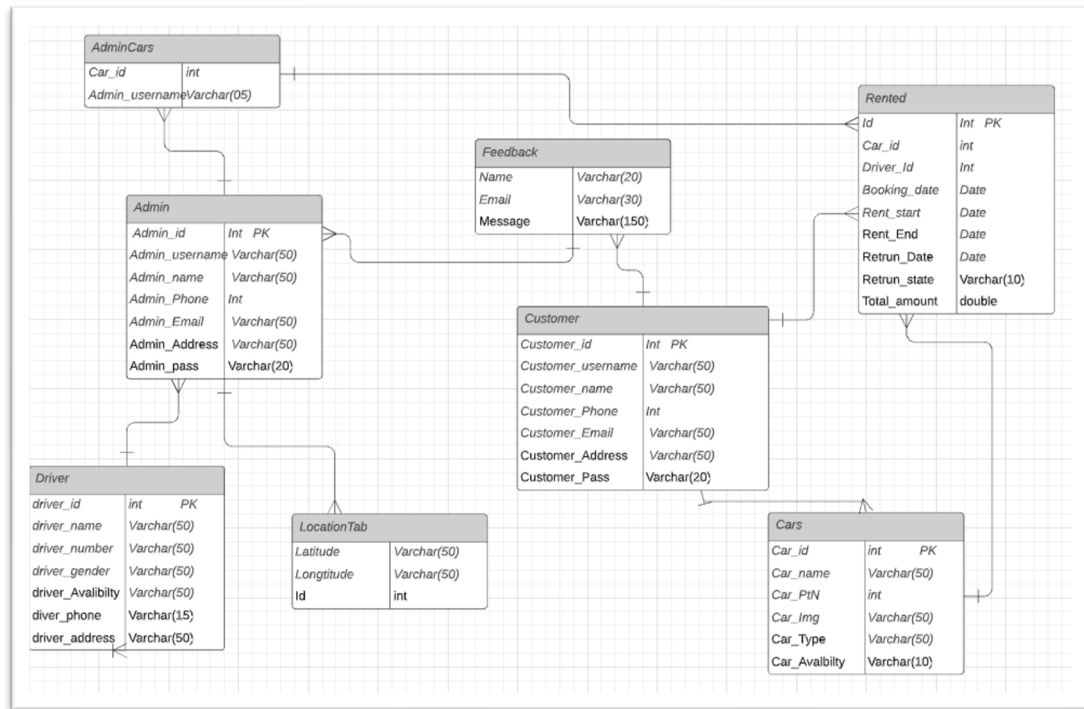 AdminCars
Car_id int
Admin_username Varchar(05)
Rented
Id Int PK
Car_id int
Driver_Id Int
Booking_date Date
Rent_start Date
Rent_End Date
Retrun_Date Date
Retrun_state Varchar(10)
Total_amount double
Feedback
Name Varchar(20)
Email Varchar(30)
Message Varchar(150)
Admin
Admin_id Int PK
Admin_username Varchar(50)
Admin_name Varchar(50)
Admin_Phone Int
Admin_Email Varchar(50)
Admin_Address Varchar(50)
Admin_pass Varchar(20)
Customer
Customer_id Int PK
Customer_username Varchar(50)
Customer_name Varchar(50)
Customer_Phone Int
Customer_Email Varchar(50)
Customer_Address Varchar(50)
Customer_Pass Varchar(20)
Driver
driver_id int PK
driver_name Varchar(50)
driver_number Varchar(50)
driver_gender Varchar(50)
driver_Avalibilty Varchar(50)
diver_phone Varchar(15)
driver_address Varchar(50)
LocationTab
Latitude Varchar(50)
Longtitude Varchar(50)
Id int
Cars
Car_id int PK
Car_name Varchar(50)
Car_PtN int
Car_Img Varchar(50)
Car_Type Varchar(50)
Car_Avalbilty Varchar(10)